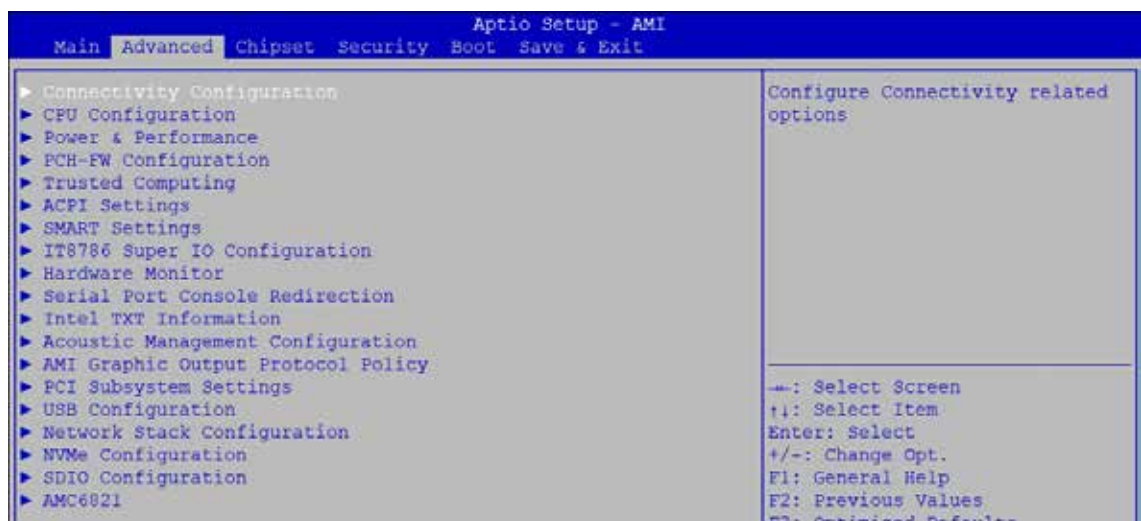 Aptio Setup - AMI
Main Advanced Chipset Security Boot Save & Exit
► Connectivity Configuration
► CPU Configuration
► Power & Performance
► PCH-FW Configuration
► Trusted Computing
► ACPI Settings
► SMART Settings
► IT8786 Super IO Configuration
► Hardware Monitor
► Serial Port Console Redirection
► Intel TXT Information
► Acoustic Management Configuration
► AMI Graphic Output Protocol Policy
► PCI Subsystem Settings
► USB Configuration
► Network Stack Configuration
► NVMe Configuration
► SDIO Configuration
► AMC6821
Configure Connectivity related
options
→←: Select Screen
↑↓: Select Item
Enter: Select
+/-: Change Opt.
F1: General Help
F2: Previous Values
F3: Optimized Defaults